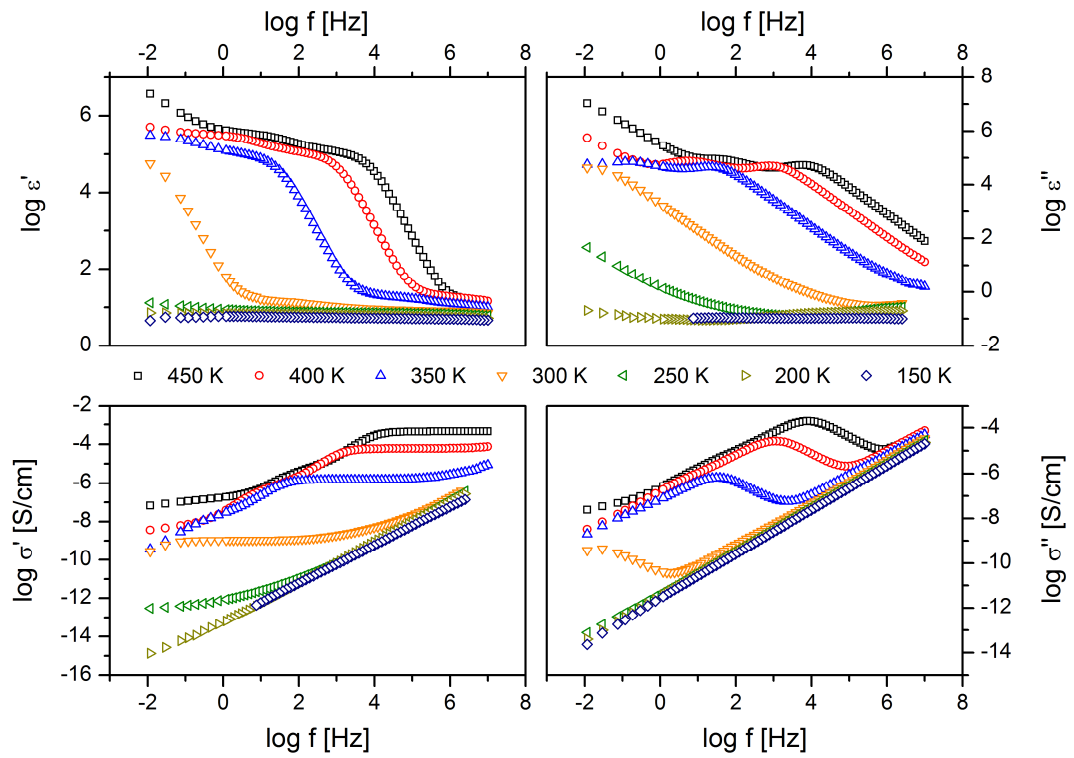 log f [Hz] log f [Hz]
-2 0 2 4 6 8 -2 0 2 4 6 8
log ε'
6
4
2
0
8
6
4
2
0
-2
log ε''
450 K 400 K 350 K 300 K 250 K 200 K 150 K
log σ' [S/cm]
-2
-4
-6
-8
-10
-12
-14
-16
-4
-6
-8
-10
-12
-14
log σ'' [S/cm]
-2 0 2 4 6 8 -2 0 2 4 6 8
log f [Hz] log f [Hz]